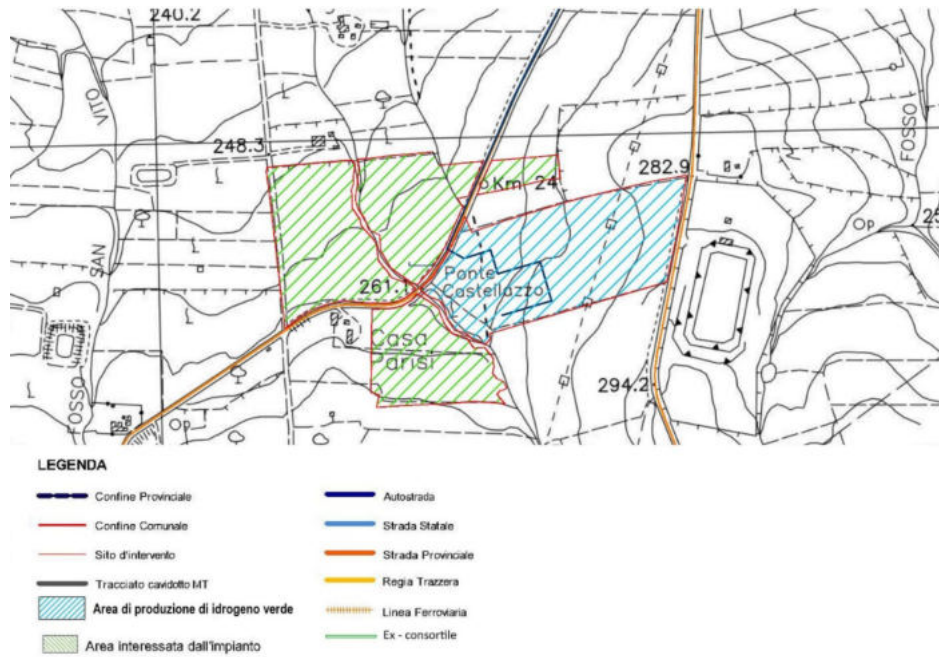 240.2
VITO
248.3
FOSSO
282.9
Km 24
Op
SAN
261.1
Ponte
Castellazzo
Casa
Parisi
294.2
FOSSO
Op
LEGENDA
Confine Provinciale
Autostrada
Confine Comunale
Strada Statale
Sito d'intervento
Strada Provinciale
Tracciato cavidotto MT
Regia Trazzera
Area di produzione di idrogeno verde
Linea Ferroviaria
Area interessata dall'impianto
Ex - consortile